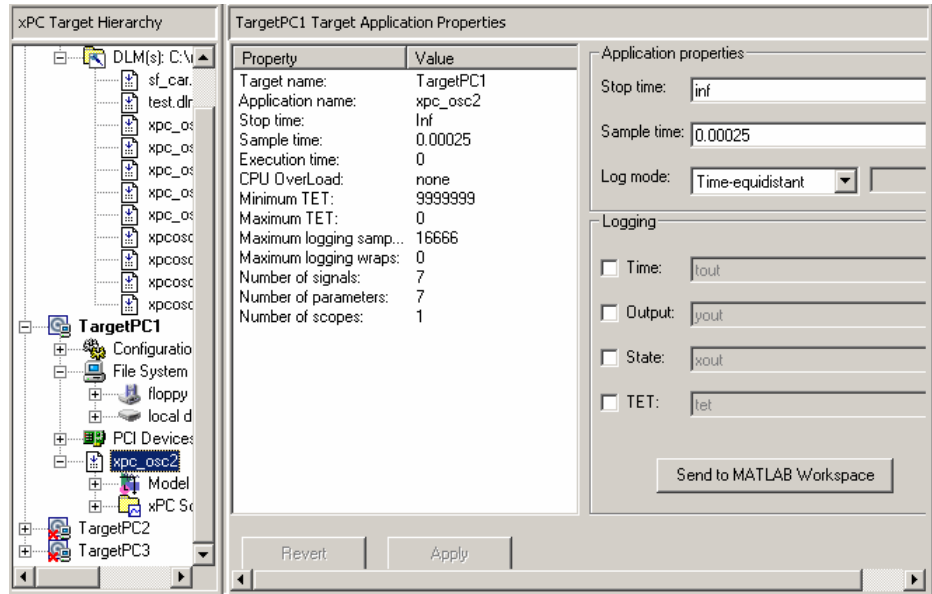 xPC Target Hierarchy
DLM(s): C:\
sf_car.
test.dlr
xpc_os
xpc_os
xpc_os
xpc_os
xpc_os
xpcosc
xpcosc
xpcosc
xpcosc
TargetPC1
Configuratio
File System
floppy
local d
PCI Devices
xpc_osc2
Model
xPC Sc
TargetPC2
TargetPC3
TargetPC1 Target Application Properties
Property Value
Target name: TargetPC1
Application name: xpc_osc2
Stop time: Inf
Sample time: 0.00025
Execution time: 0
CPU OverLoad: none
Minimum TET: 9999999
Maximum TET: 0
Maximum logging samp... 16666
Maximum logging wraps: 0
Number of signals: 7
Number of parameters: 7
Number of scopes: 1
Revert Apply
Application properties
Stop time: inf
Sample time: 0.00025
Log mode: Time-equidistant
Logging
Time: tout
Output: yout
State: xout
TET: tet
Send to MATLAB Workspace